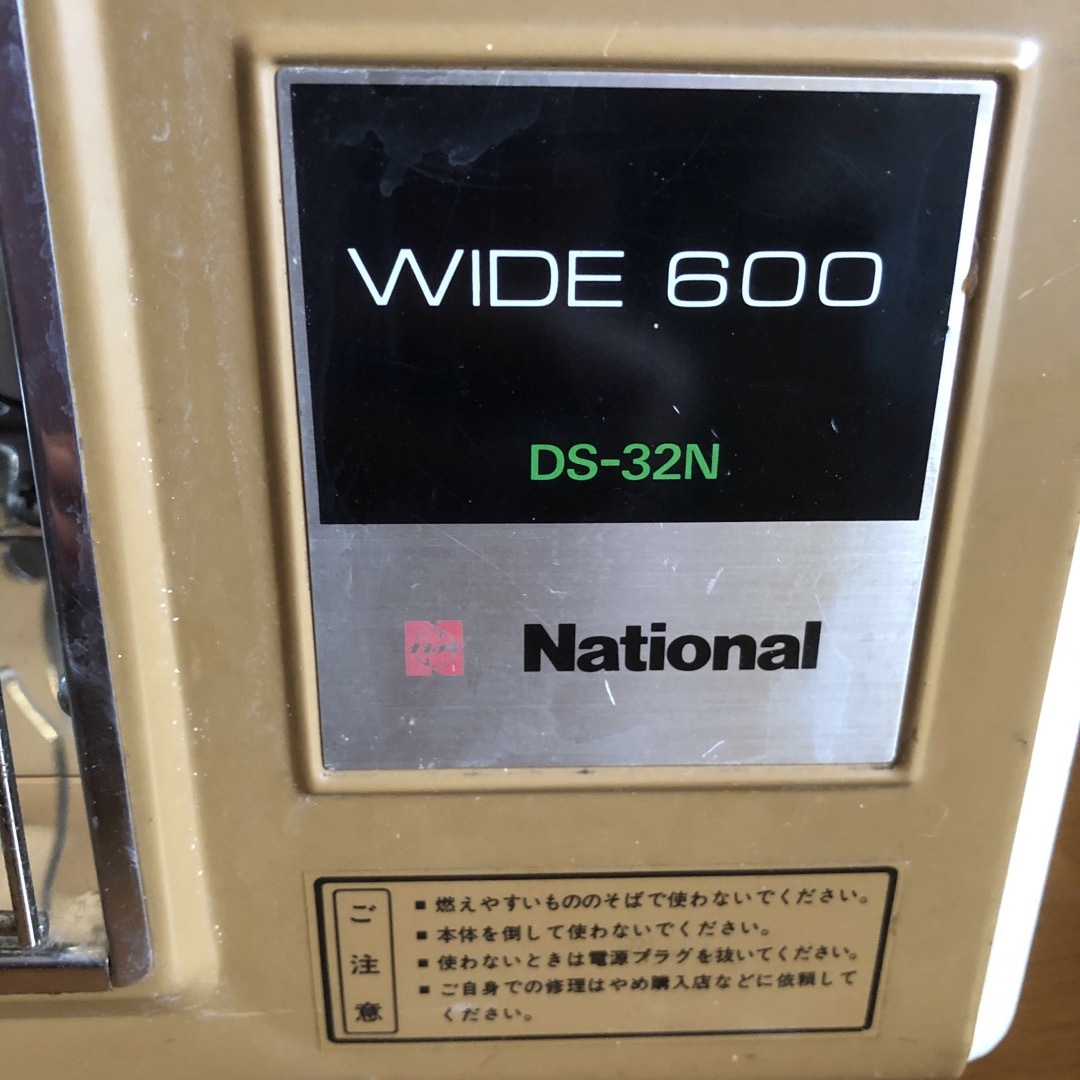 WIDE 600
DS-32N
National
ご注意
■ 燃えやすいもののそばで使わないでください。
■ 本体を倒して使わないでください。
■ 使わないときは電源プラグを抜いてください。
■ ご自身での修理はやめ購入店などに依頼して
ください。